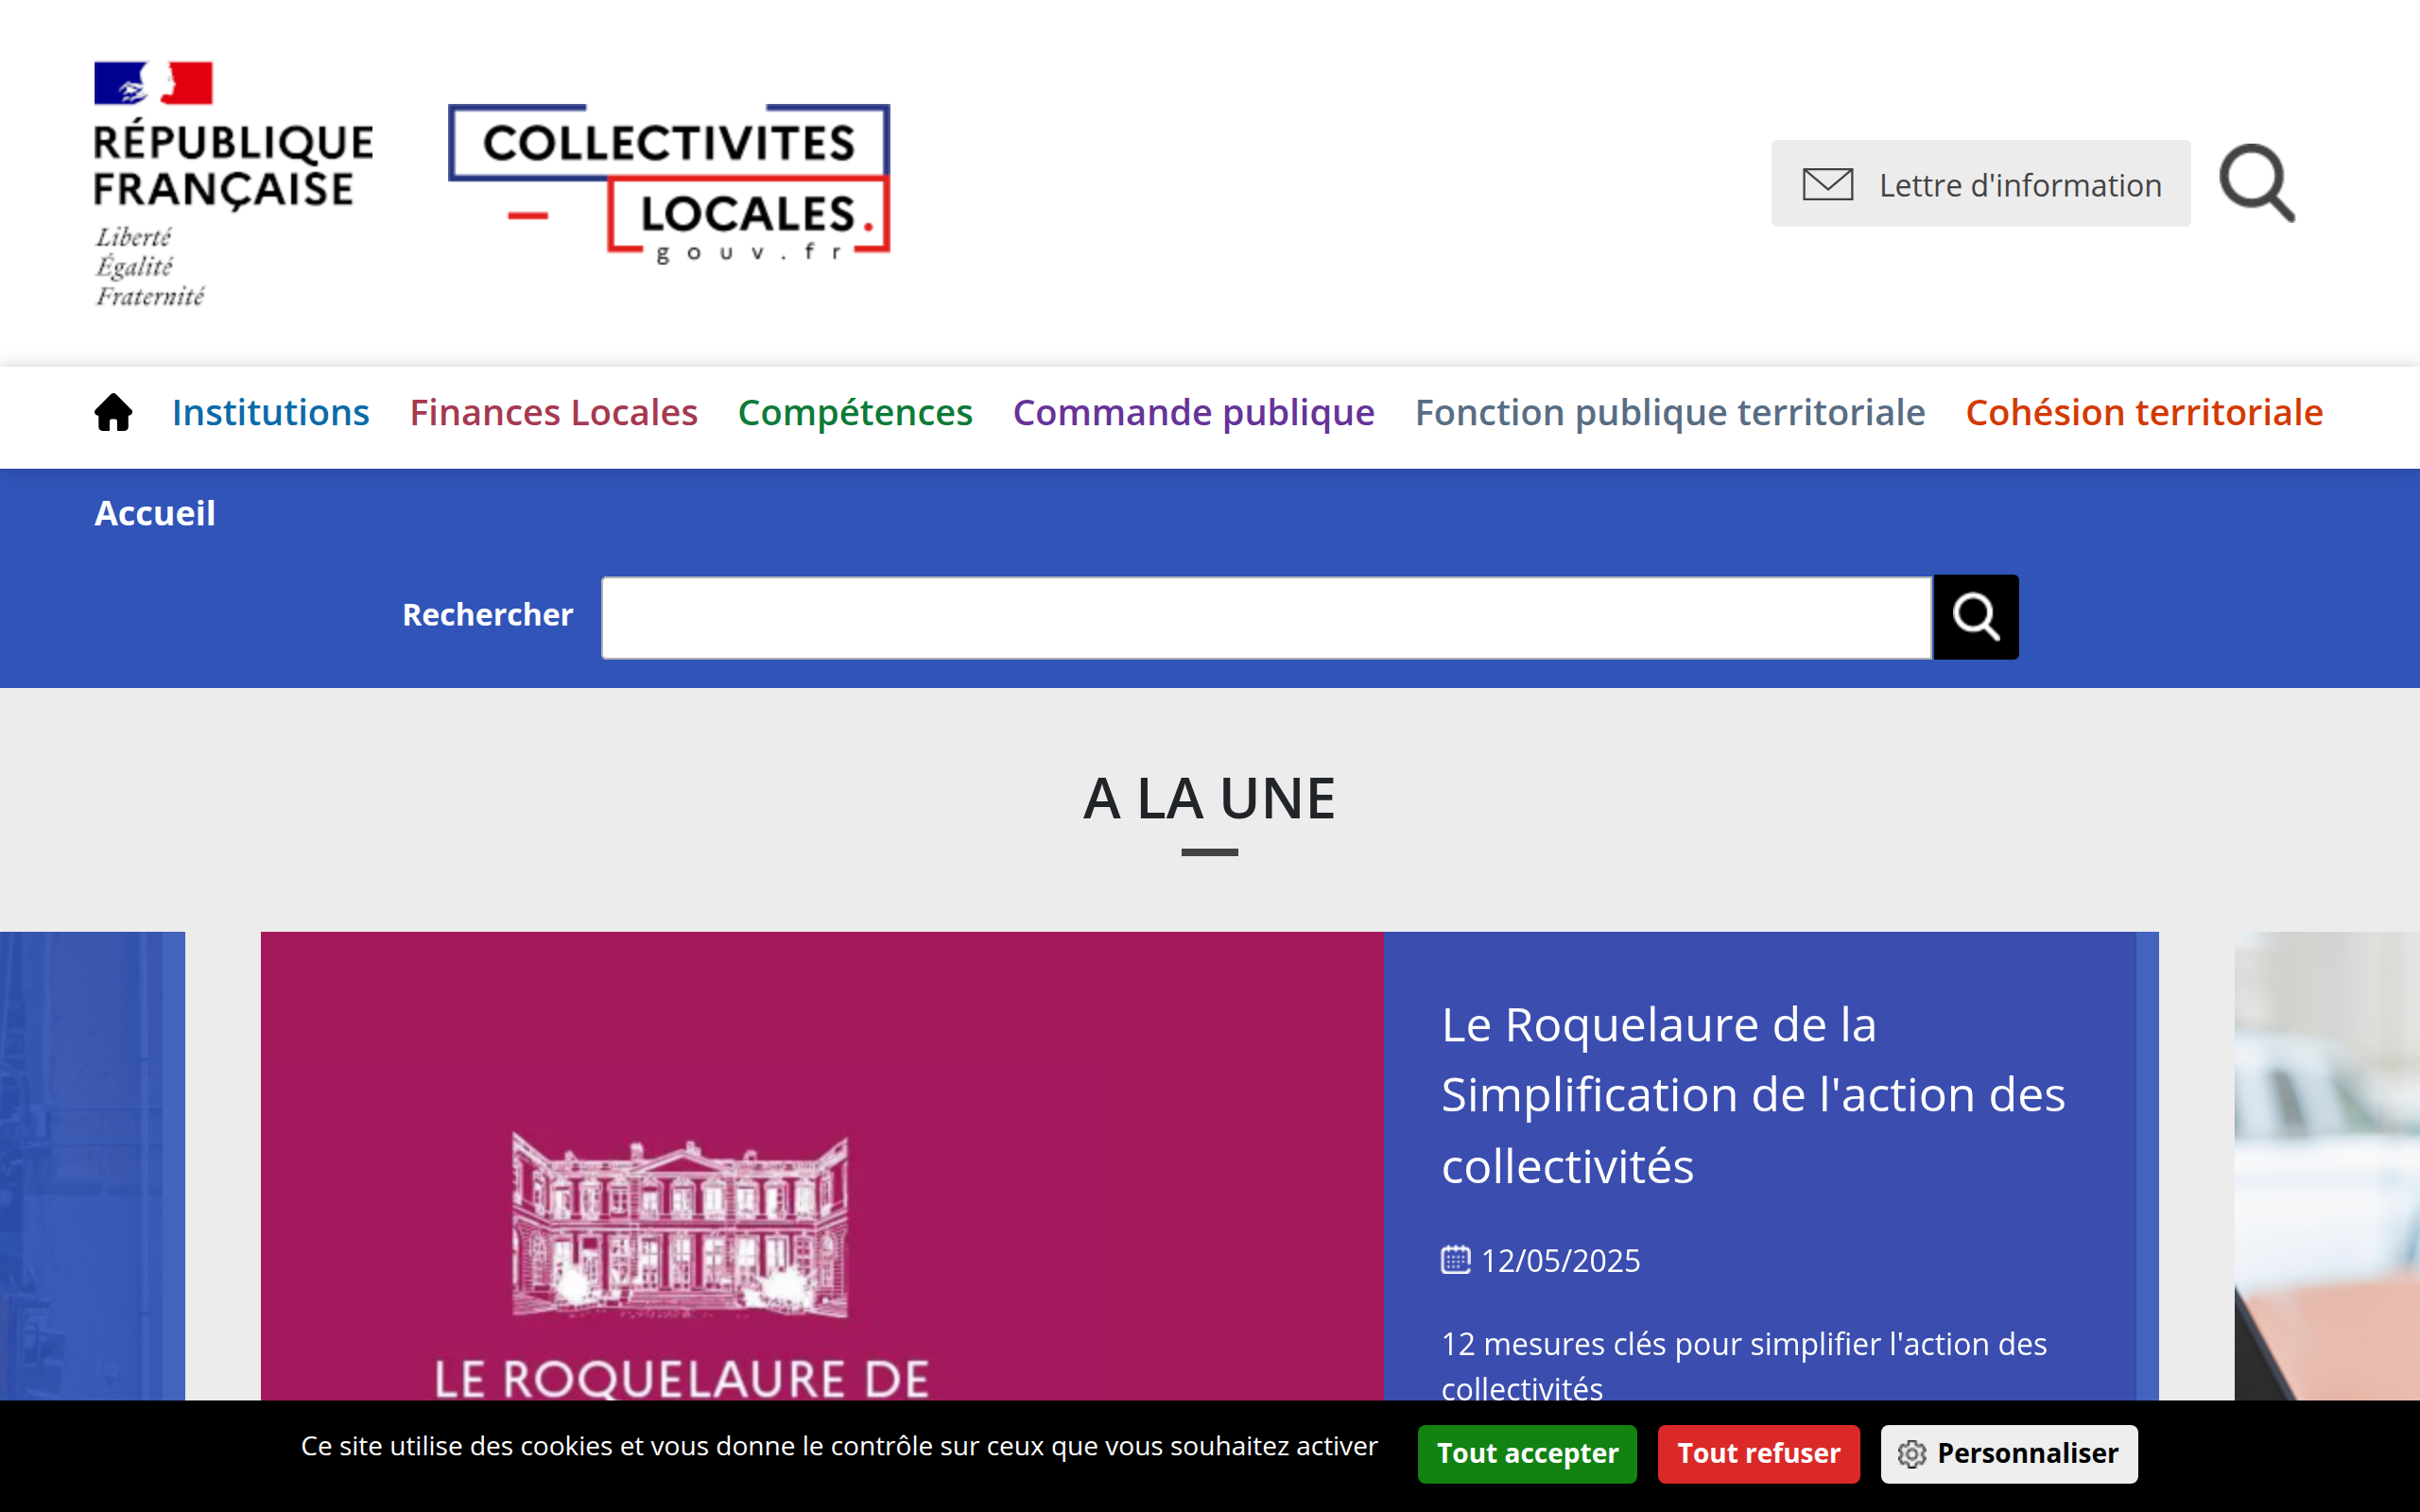 RÉPUBLIQUE
FRANÇAISE
Liberté
Égalité
Fraternité
COLLECTIVITES
LOCALES.
gouv.fr
Lettre d'information
Institutions Finances Locales Compétences Commande publique Fonction publique territoriale Cohésion territoriale
Accueil
Rechercher
A LA UNE
LE ROQUELAURE DE
Le Roquelaure de la
Simplification de l'action des
collectivités
12/05/2025
12 mesures clés pour simplifier l'action des
collectivités
Ce site utilise des cookies et vous donne le contrôle sur ceux que vous souhaitez activer
Tout accepter Tout refuser Personnaliser